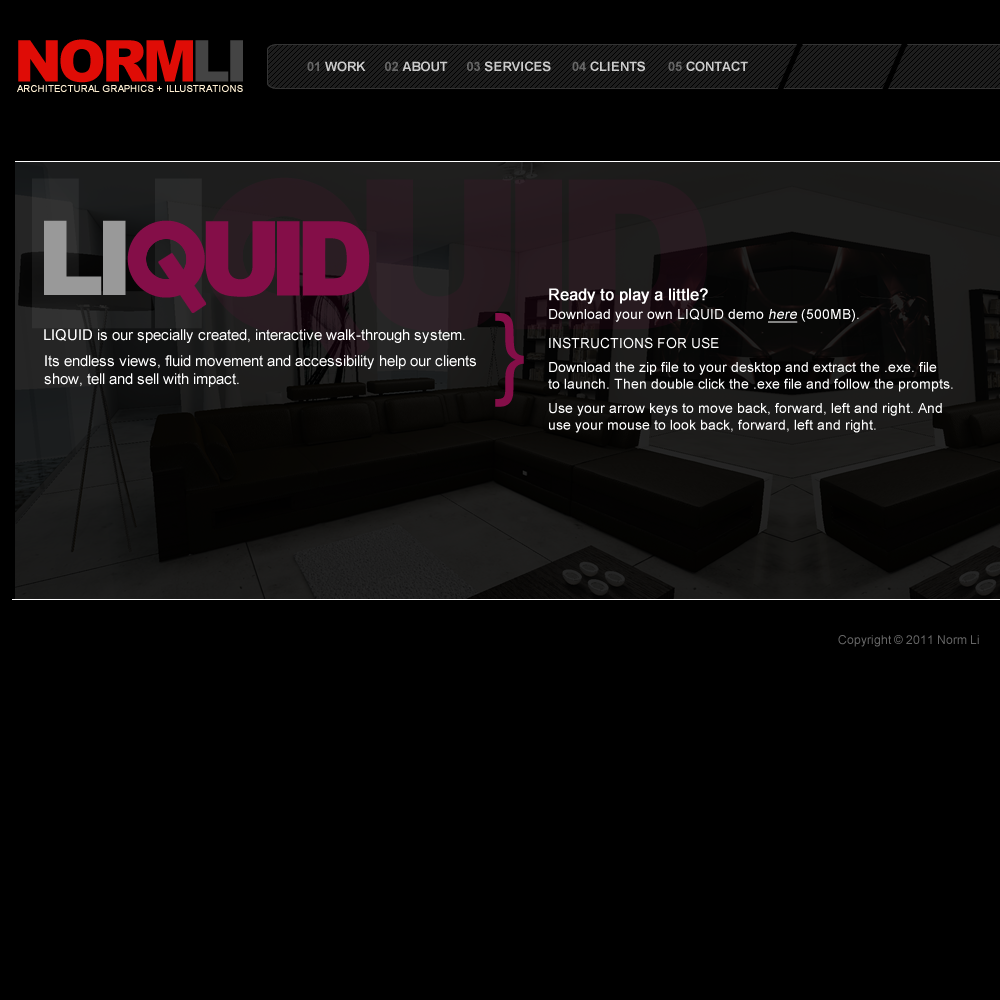 NORMLI
ARCHITECTURAL GRAPHICS + ILLUSTRATIONS
01 WORK 02 ABOUT 03 SERVICES 04 CLIENTS 05 CONTACT
LIQUID
LIQUID
LIQUID is our specially created, interactive walk-through system.
Its endless views, fluid movement and accessibility help our clients
show, tell and sell with impact.
}
Ready to play a little?
Download your own LIQUID demo here (500MB).
INSTRUCTIONS FOR USE
Download the zip file to your desktop and extract the .exe. file
to launch. Then double click the .exe file and follow the prompts.
Use your arrow keys to move back, forward, left and right. And
use your mouse to look back, forward, left and right.
Copyright © 2011 Norm Li